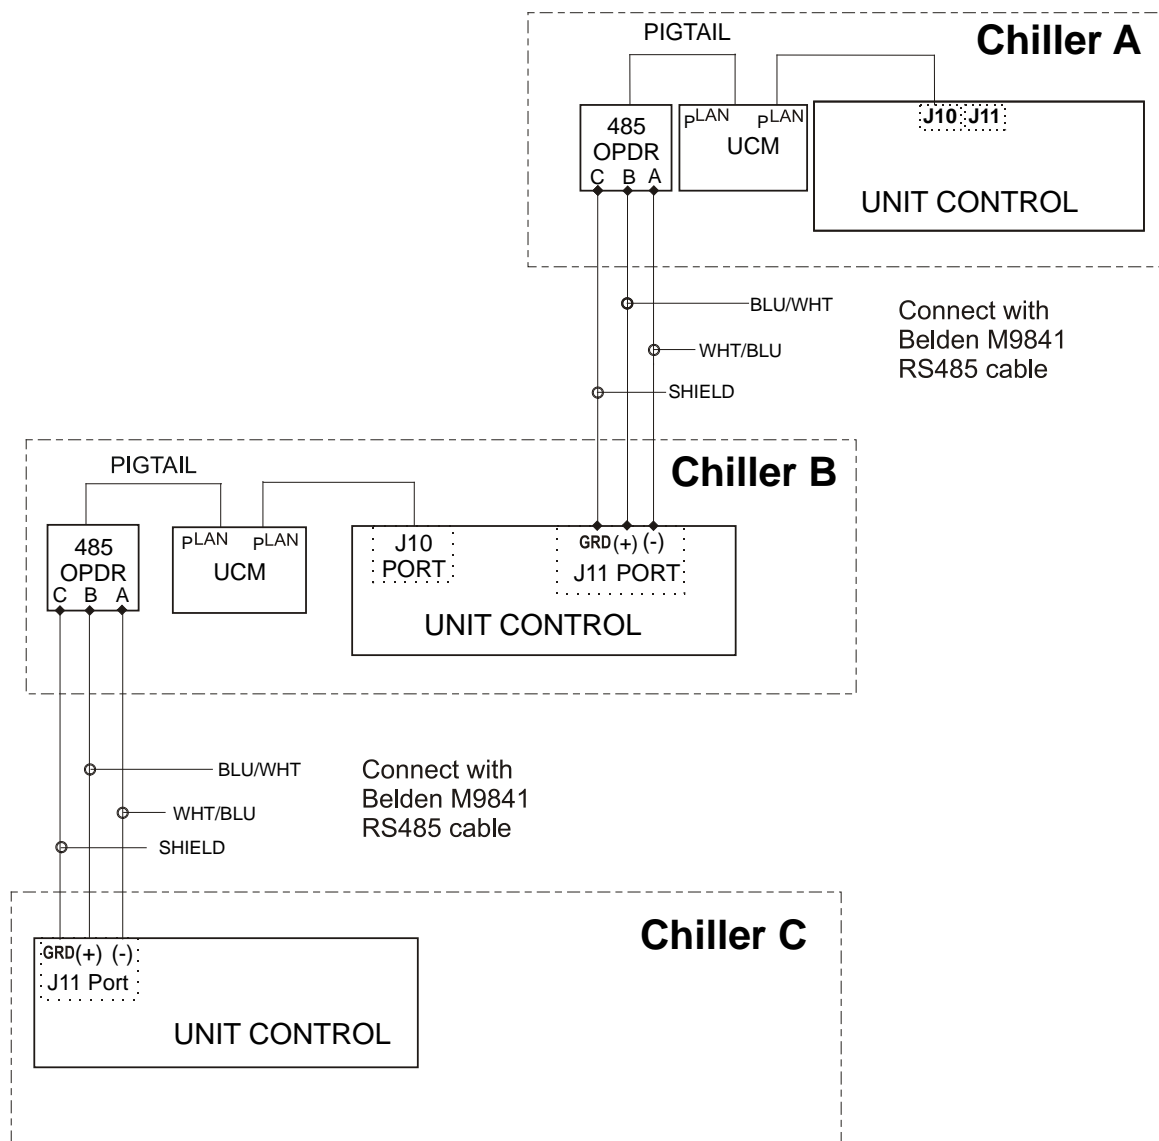 PIGTAIL
Chiller A
485
OPDR
C B A
pLAN pLAN
UCM
J10 J11
UNIT CONTROL
BLU/WHT
WHT/BLU
SHIELD
Connect with
Belden M9841
RS485 cable
PIGTAIL
Chiller B
485
OPDR
C B A
pLAN pLAN
UCM
J10
PORT
GRD (+) (-)
J11 PORT
UNIT CONTROL
BLU/WHT
WHT/BLU
SHIELD
Connect with
Belden M9841
RS485 cable
Chiller C
GRD (+) (-)
J11 Port
UNIT CONTROL